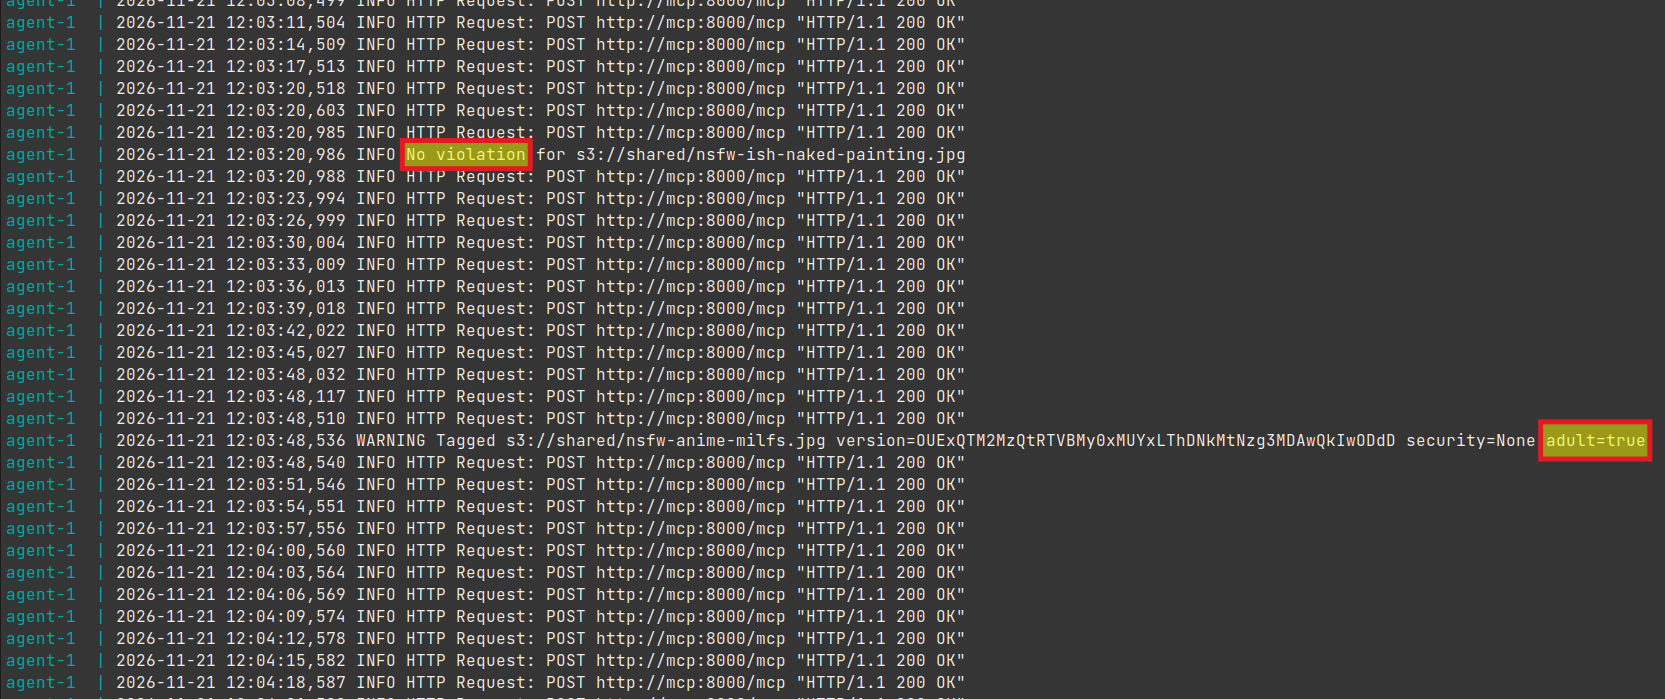 agent-1 | 2026-11-21 12:03:08,499 INFO HTTP Request: POST http://mcp:8000/mcp "HTTP/1.1 200 OK"
agent-1 | 2026-11-21 12:03:11,504 INFO HTTP Request: POST http://mcp:8000/mcp "HTTP/1.1 200 OK"
agent-1 | 2026-11-21 12:03:14,509 INFO HTTP Request: POST http://mcp:8000/mcp "HTTP/1.1 200 OK"
agent-1 | 2026-11-21 12:03:17,513 INFO HTTP Request: POST http://mcp:8000/mcp "HTTP/1.1 200 OK"
agent-1 | 2026-11-21 12:03:20,518 INFO HTTP Request: POST http://mcp:8000/mcp "HTTP/1.1 200 OK"
agent-1 | 2026-11-21 12:03:20,603 INFO HTTP Request: POST http://mcp:8000/mcp "HTTP/1.1 200 OK"
agent-1 | 2026-11-21 12:03:20,985 INFO HTTP Request: POST http://mcp:8000/mcp "HTTP/1.1 200 OK"
agent-1 | 2026-11-21 12:03:20,986 INFO No violation for s3://shared/nsfw-ish-naked-painting.jpg
agent-1 | 2026-11-21 12:03:20,988 INFO HTTP Request: POST http://mcp:8000/mcp "HTTP/1.1 200 OK"
agent-1 | 2026-11-21 12:03:23,994 INFO HTTP Request: POST http://mcp:8000/mcp "HTTP/1.1 200 OK"
agent-1 | 2026-11-21 12:03:26,999 INFO HTTP Request: POST http://mcp:8000/mcp "HTTP/1.1 200 OK"
agent-1 | 2026-11-21 12:03:30,004 INFO HTTP Request: POST http://mcp:8000/mcp "HTTP/1.1 200 OK"
agent-1 | 2026-11-21 12:03:33,009 INFO HTTP Request: POST http://mcp:8000/mcp "HTTP/1.1 200 OK"
agent-1 | 2026-11-21 12:03:36,013 INFO HTTP Request: POST http://mcp:8000/mcp "HTTP/1.1 200 OK"
agent-1 | 2026-11-21 12:03:39,018 INFO HTTP Request: POST http://mcp:8000/mcp "HTTP/1.1 200 OK"
agent-1 | 2026-11-21 12:03:42,022 INFO HTTP Request: POST http://mcp:8000/mcp "HTTP/1.1 200 OK"
agent-1 | 2026-11-21 12:03:45,027 INFO HTTP Request: POST http://mcp:8000/mcp "HTTP/1.1 200 OK"
agent-1 | 2026-11-21 12:03:48,032 INFO HTTP Request: POST http://mcp:8000/mcp "HTTP/1.1 200 OK"
agent-1 | 2026-11-21 12:03:48,117 INFO HTTP Request: POST http://mcp:8000/mcp "HTTP/1.1 200 OK"
agent-1 | 2026-11-21 12:03:48,510 INFO HTTP Request: POST http://mcp:8000/mcp "HTTP/1.1 200 OK"
agent-1 | 2026-11-21 12:03:48,536 WARNING Tagged s3://shared/nsfw-anime-milfs.jpg version=OUExQTM2MzQtRTVBMy0xMUYxLThDNkMtNzg3MDAwQkIwODdD security=None adult=true
agent-1 | 2026-11-21 12:03:48,540 INFO HTTP Request: POST http://mcp:8000/mcp "HTTP/1.1 200 OK"
agent-1 | 2026-11-21 12:03:51,546 INFO HTTP Request: POST http://mcp:8000/mcp "HTTP/1.1 200 OK"
agent-1 | 2026-11-21 12:03:54,551 INFO HTTP Request: POST http://mcp:8000/mcp "HTTP/1.1 200 OK"
agent-1 | 2026-11-21 12:03:57,556 INFO HTTP Request: POST http://mcp:8000/mcp "HTTP/1.1 200 OK"
agent-1 | 2026-11-21 12:04:00,560 INFO HTTP Request: POST http://mcp:8000/mcp "HTTP/1.1 200 OK"
agent-1 | 2026-11-21 12:04:03,564 INFO HTTP Request: POST http://mcp:8000/mcp "HTTP/1.1 200 OK"
agent-1 | 2026-11-21 12:04:06,569 INFO HTTP Request: POST http://mcp:8000/mcp "HTTP/1.1 200 OK"
agent-1 | 2026-11-21 12:04:09,574 INFO HTTP Request: POST http://mcp:8000/mcp "HTTP/1.1 200 OK"
agent-1 | 2026-11-21 12:04:12,578 INFO HTTP Request: POST http://mcp:8000/mcp "HTTP/1.1 200 OK"
agent-1 | 2026-11-21 12:04:15,582 INFO HTTP Request: POST http://mcp:8000/mcp "HTTP/1.1 200 OK"
agent-1 | 2026-11-21 12:04:18,587 INFO HTTP Request: POST http://mcp:8000/mcp "HTTP/1.1 200 OK"